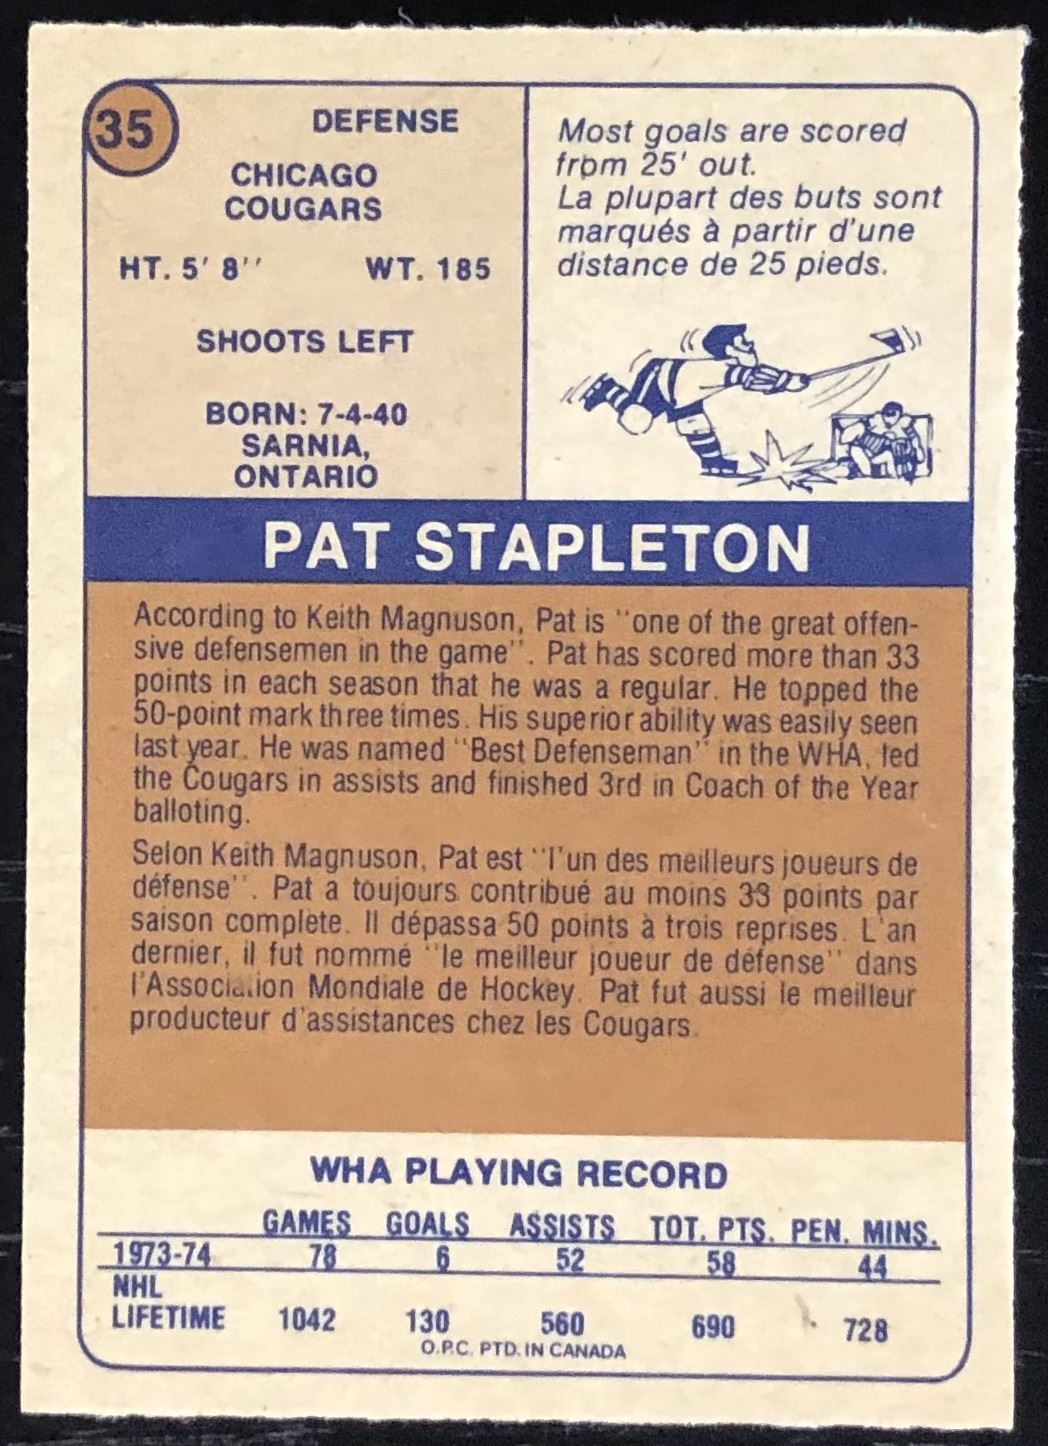 35
DEFENSE
CHICAGO
COUGARS
HT. 5' 8''
WT. 185
SHOOTS LEFT
BORN: 7-4-40
SARNIA,
ONTARIO
Most goals are scored
from 25' out.
La plupart des buts sont
marqués à partir d'une
distance de 25 pieds.
PAT STAPLETON
According to Keith Magnuson, Pat is "one of the great offen-
sive defensemen in the game". Pat has scored more than 33
points in each season that he was a regular. He topped the
50-point mark three times. His superior ability was easily seen
last year. He was named "Best Defenseman" in the WHA, led
the Cougars in assists and finished 3rd in Coach of the Year
balloting.
Selon Keith Magnuson, Pat est "l'un des meilleurs joueurs de
défense". Pat a toujours contribué au moins 33 points par
saison complète. Il dépassa 50 points à trois reprises. L'an
dernier, il fut nommé "le meilleur joueur de défense" dans
l'Association Mondiale de Hockey. Pat fut aussi le meilleur
producteur d'assistances chez les Cougars.
WHA PLAYING RECORD
GAMES GOALS ASSISTS TOT. PTS. PEN. MINS.
1973-74 78 6 52 58 44
NHL
LIFETIME 1042 130 560 690 728
O.P.C. PTD. IN CANADA